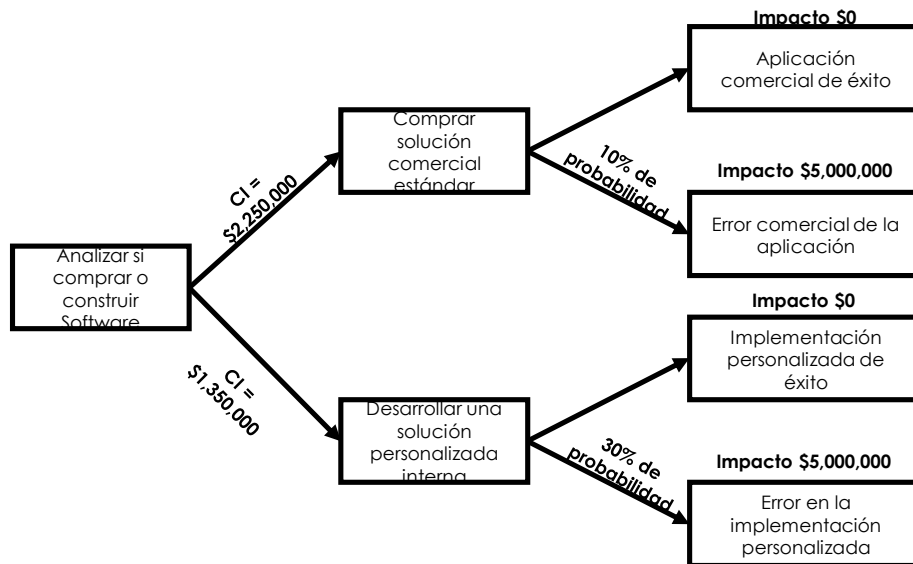 Impacto $0
Aplicación
comercial de éxito
Comprar
solución
comercial
estándar
10% de
probabilidad
Impacto $5,000,000
Error comercial de la
aplicación
CI =
$2,250,000
Analizar si
comprar o
construir
Software
CI =
$1,350,000
Impacto $0
Implementación
personalizada de
éxito
Desarrollar una
solución
personalizada
interna
30% de
probabilidad
Impacto $5,000,000
Error en la
implementación
personalizada